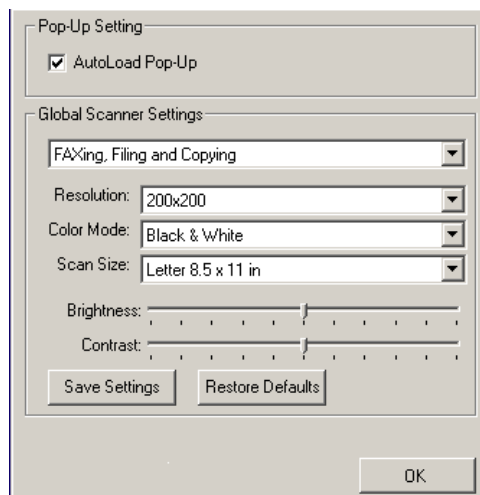 Pop-Up Setting
AutoLoad Pop-Up
Global Scanner Settings
FAXing, Filing and Copying
Resolution: 200x200
Color Mode: Black & White
Scan Size: Letter 8.5 x 11 in
Brightness:
Contrast:
Save Settings Restore Defaults
OK